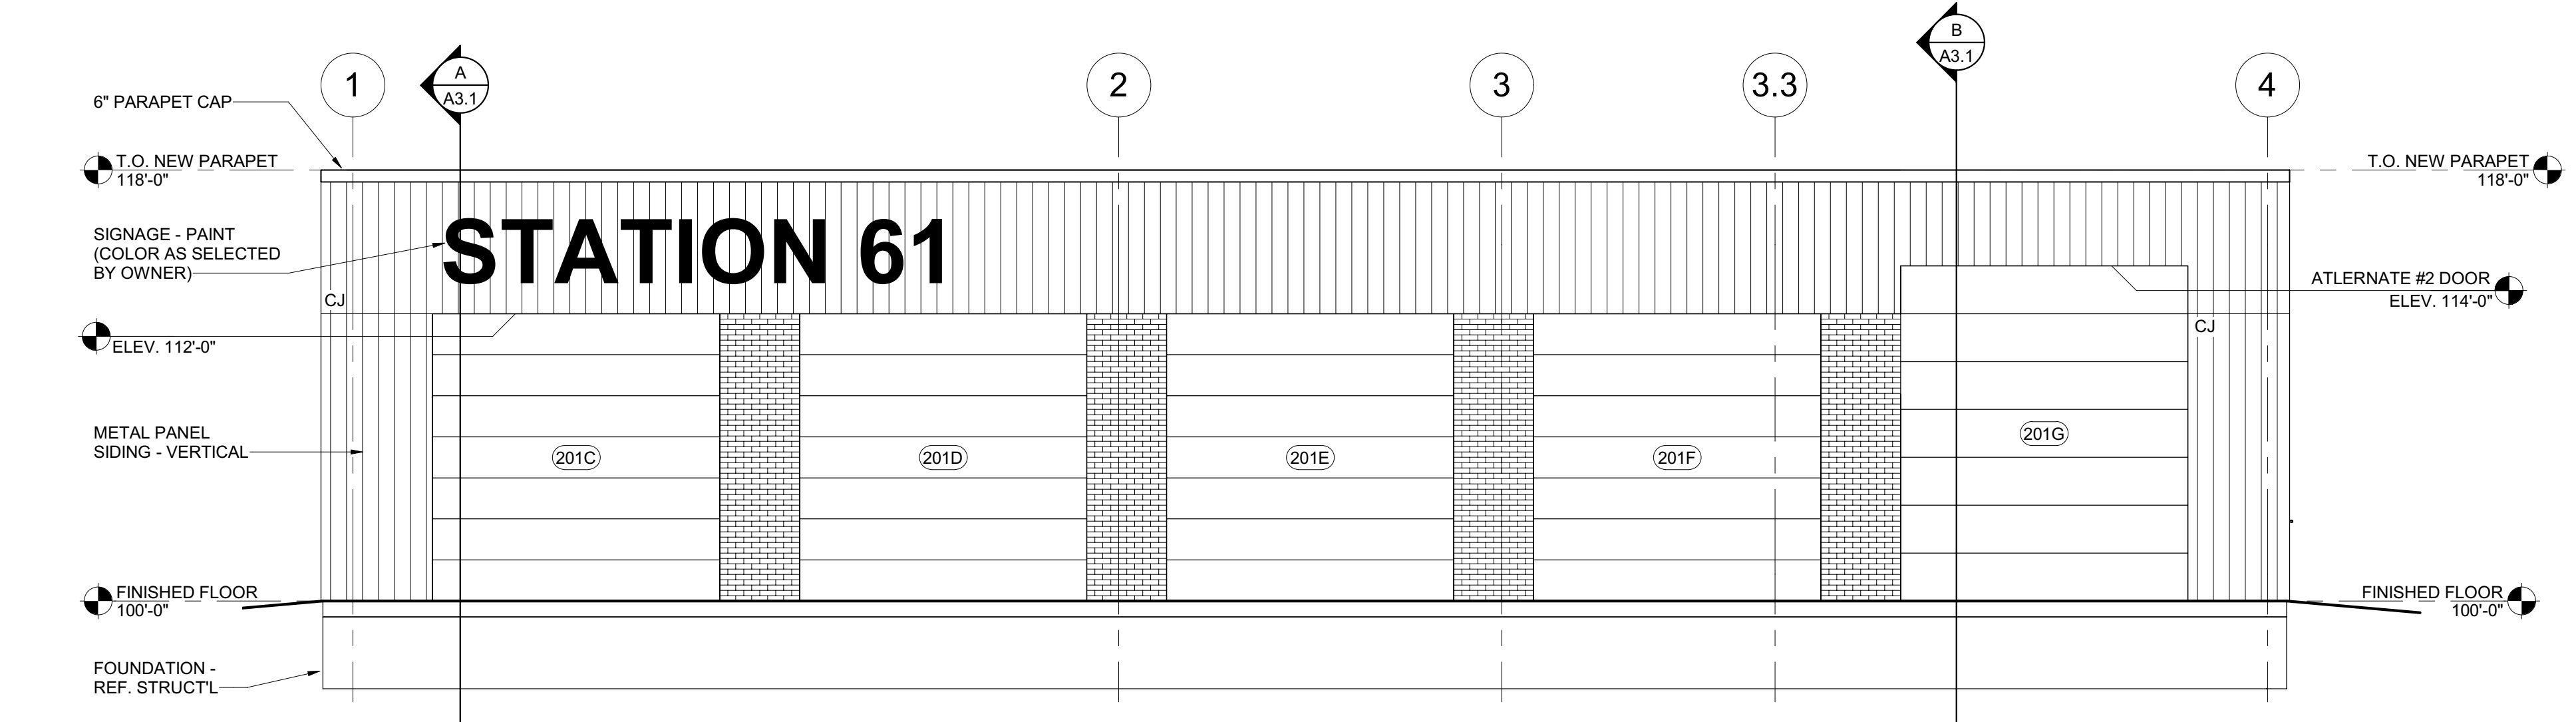 1
A
A3.1
2
3
3.3
B
A3.1
4
6" PARAPET CAP
T.O. NEW PARAPET
118'-0"
T.O. NEW PARAPET
118'-0"
SIGNAGE - PAINT
(COLOR AS SELECTED
BY OWNER)
STATION 61
CJ
ATLERNATE #2 DOOR
ELEV. 114'-0"
CJ
ELEV. 112'-0"
METAL PANEL
SIDING - VERTICAL
201C
201D
201E
201F
201G
FINISHED FLOOR
100'-0"
FINISHED FLOOR
100'-0"
FOUNDATION -
REF. STRUCT'L